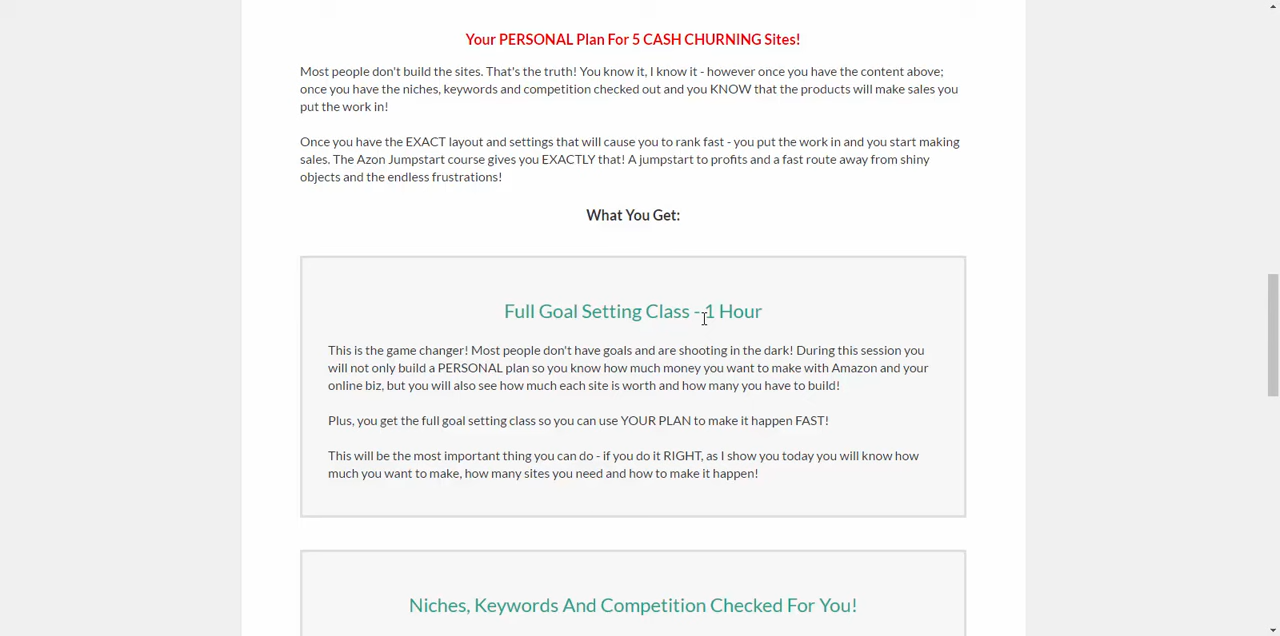 Your PERSONAL Plan For 5 CASH CHURNING Sites!
Most people don't build the sites. That's the truth! You know it, I know it - however once you have the content above;
once you have the niches, keywords and competition checked out and you KNOW that the products will make sales you
put the work in!
Once you have the EXACT layout and settings that will cause you to rank fast - you put the work in and you start making
sales. The Azon Jumpstart course gives you EXACTLY that! A jumpstart to profits and a fast route away from shiny
objects and the endless frustrations!
What You Get:
Full Goal Setting Class - 1 Hour
This is the game changer! Most people don't have goals and are shooting in the dark! During this session you
will not only build a PERSONAL plan so you know how much money you want to make with Amazon and your
online biz, but you will also see how much each site is worth and how many you have to build!
Plus, you get the full goal setting class so you can use YOUR PLAN to make it happen FAST!
This will be the most important thing you can do - if you do it RIGHT, as I show you today you will know how
much you want to make, how many sites you need and how to make it happen!
Niches, Keywords And Competition Checked For You!